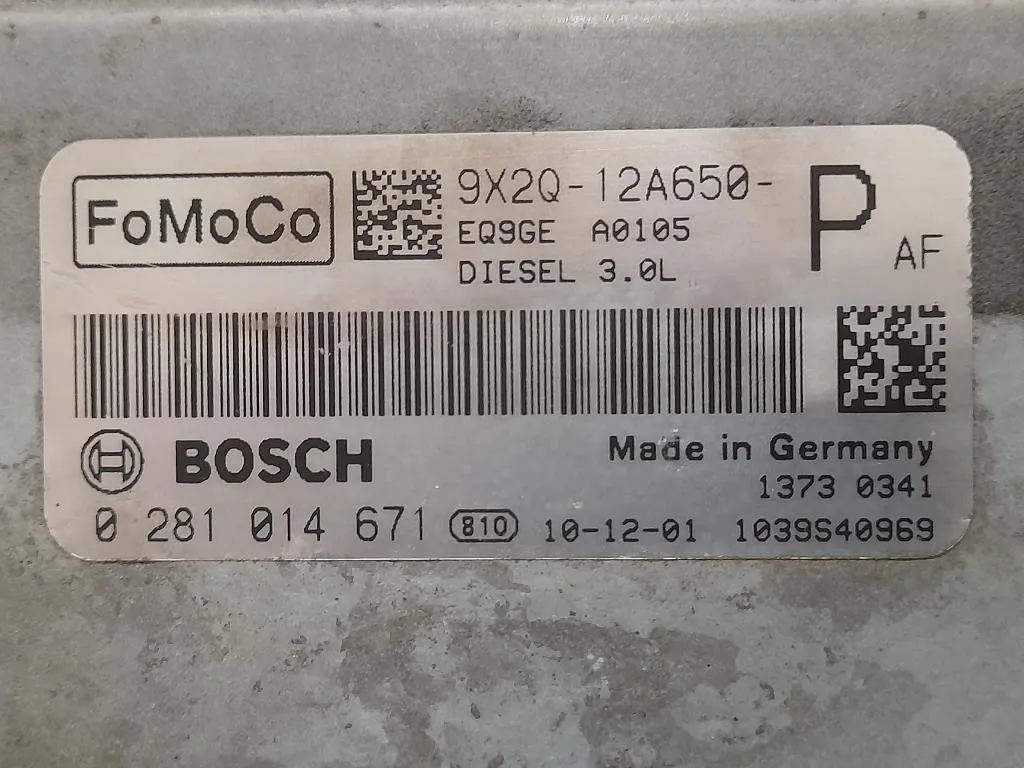 FoMoCo
9X2Q-12A650-
P
AF
EQ9GE A0105
DIESEL 3.0L
BOSCH
Made in Germany
1373 0341
0 281 014 671 810 10-12-01 1039S40969